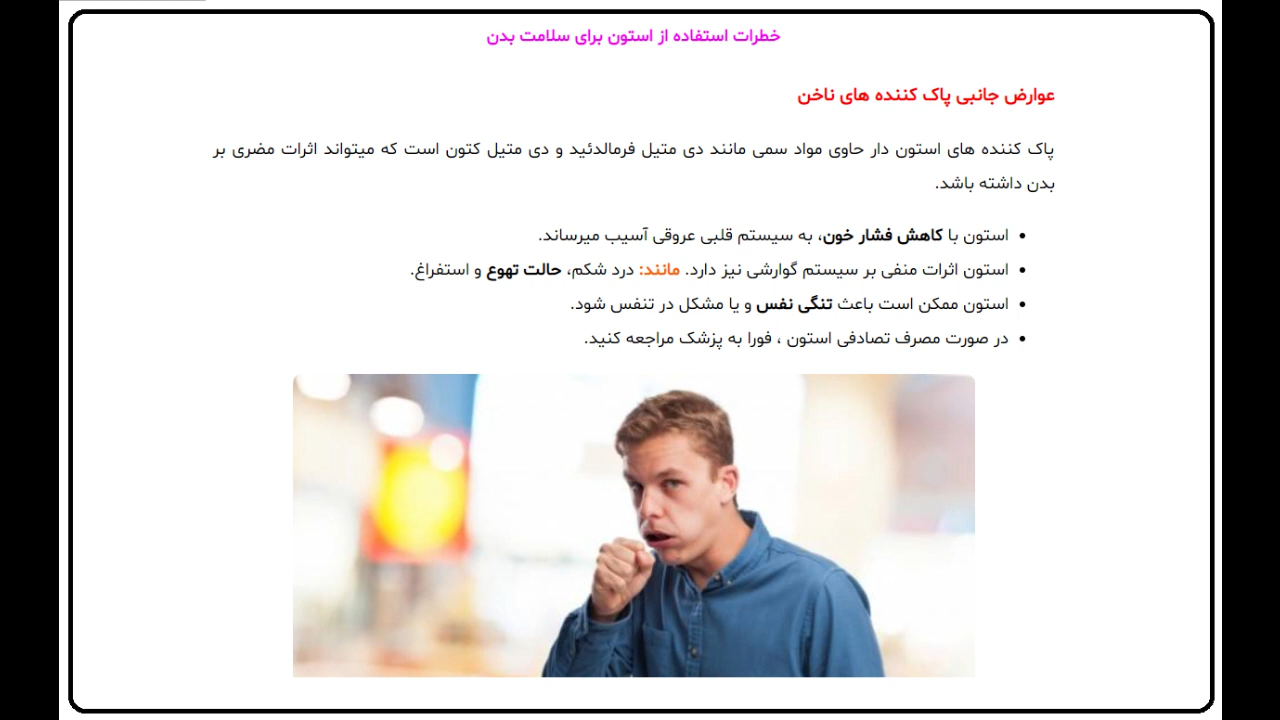 خطرات استفاده از استون برای سلامت بدن
عوارض جانبی پاک کننده های ناخن
پاک کننده های استون دار حاوی مواد سمی مانند دی متیل فرمالدئید و دی متیل کتون است که میتواند اثرات مضری بر
بدن داشته باشد.
• استون با کاهش فشار خون، به سیستم قلبی عروقی آسیب میرساند.
• استون اثرات منفی بر سیستم گوارشی نیز دارد. مانند: درد شکم، حالت تهوع و استفراغ.
• استون ممکن است باعث تنگی نفس و یا مشکل در تنفس شود.
• در صورت مصرف تصادفی استون ، فورا به پزشک مراجعه کنید.